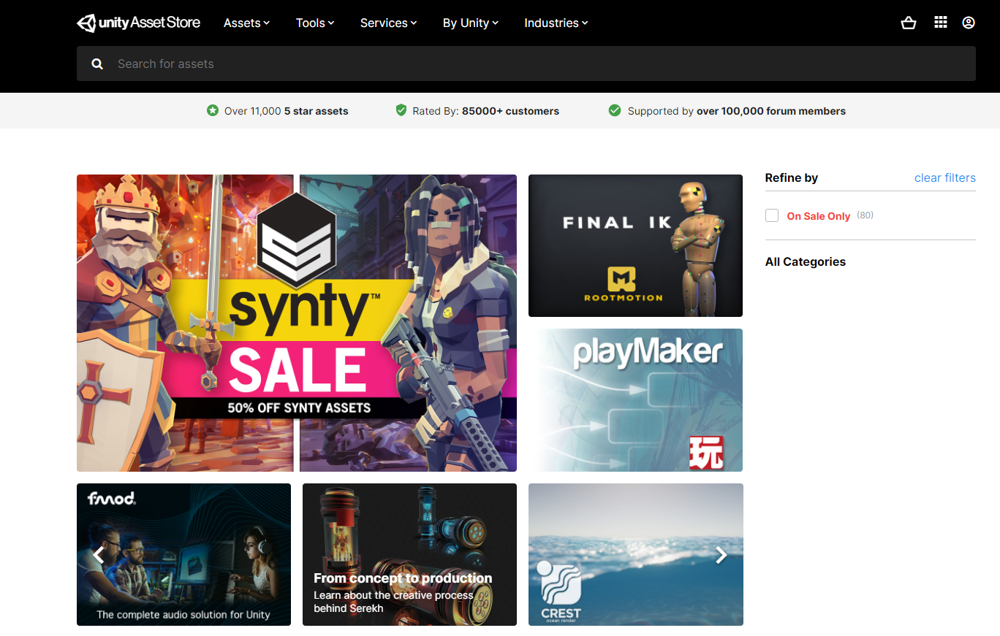 unity Asset Store
Assets
Tools
Services
By Unity
Industries
Search for assets
Over 11,000 5 star assets
Rated By: 85000+ customers
Supported by over 100,000 forum members
synty™
SALE
50% OFF SYNTY ASSETS
FINAL IK
ROOTMOTION
playMaker
玩
Refine by
clear filters
On Sale Only (80)
All Categories
fmod®
The complete audio solution for Unity
From concept to production
Learn about the creative process
behind Serekh
CREST
ocean render